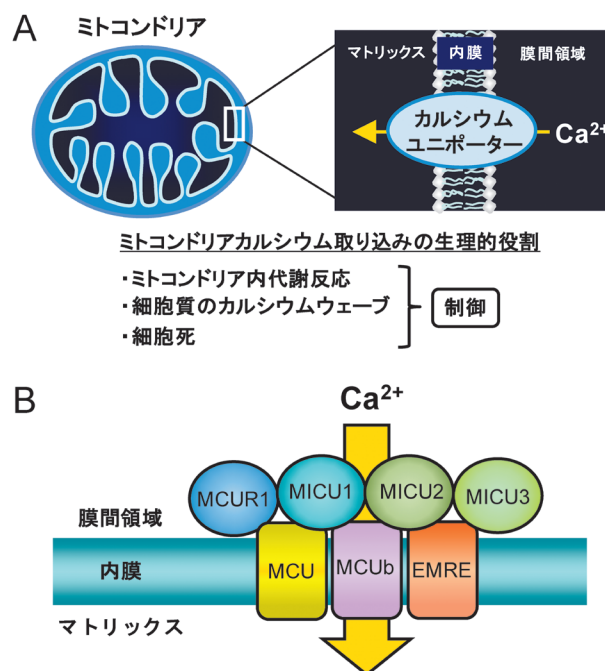 A
ミトコンドリア
マトリックス 内膜 膜間領域
カルシウム
ユニポーター
Ca²⁺
ミトコンドリアカルシウム取り込みの生理的役割
・ミトコンドリア内代謝反応
・細胞質のカルシウムウェーブ
・細胞死
制御
B
Ca²⁺
MCUR1 MICU1 MICU2 MICU3
膜間領域
内膜
MCU MCUb EMRE
マトリックス